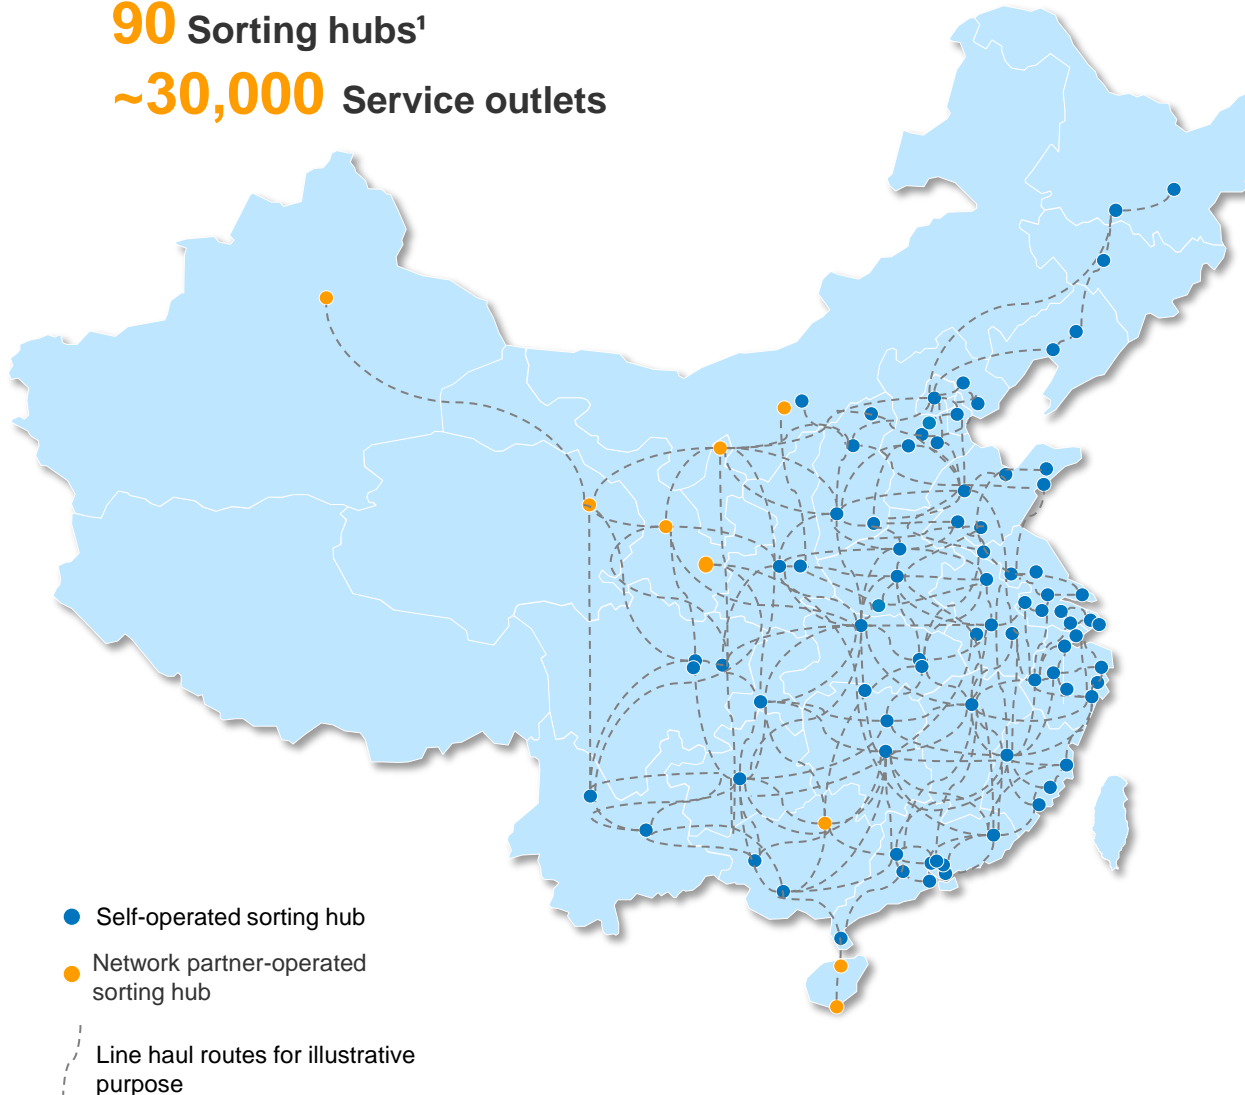 90 Sorting hubs¹
~30,000 Service outlets
Self-operated sorting hub
Network partner-operated
sorting hub
Line haul routes for illustrative
purpose